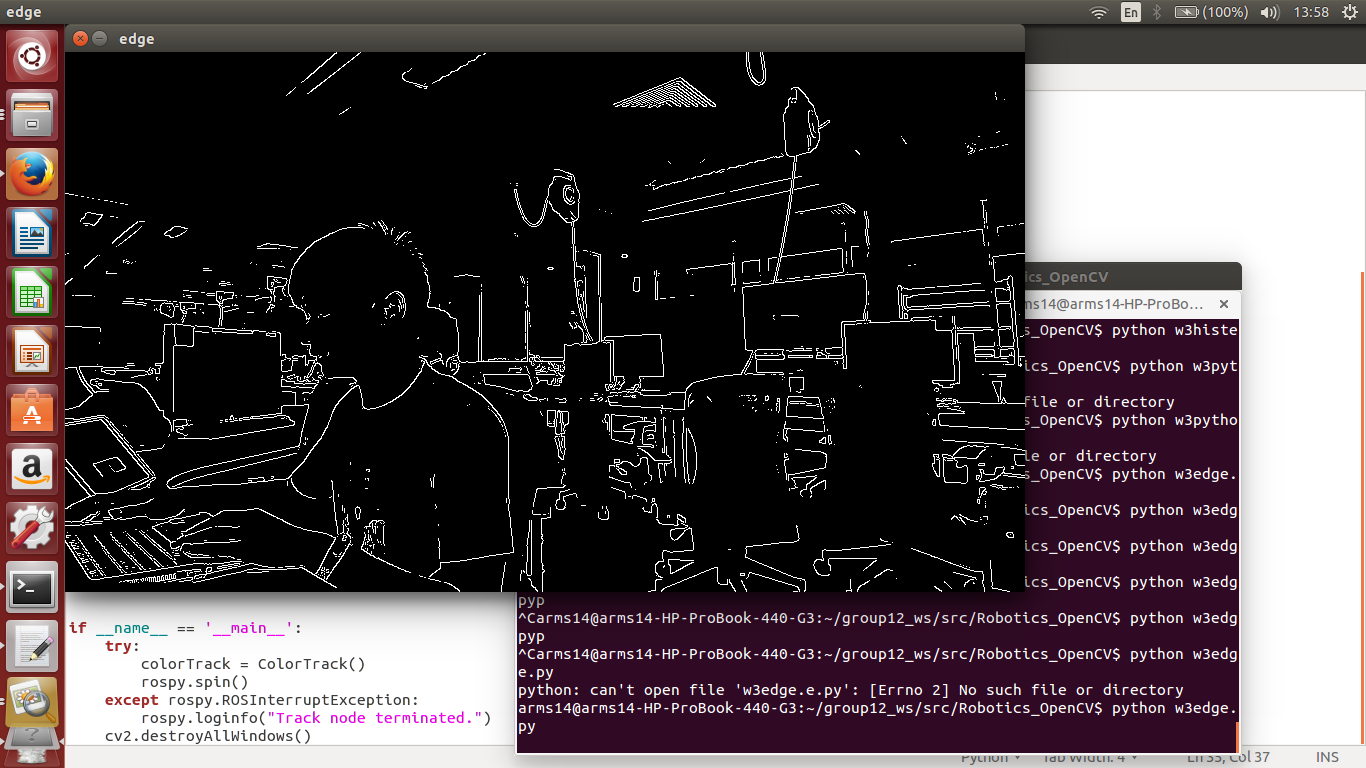 edge
En
(100%)
13:58
edge
ics_OpenCV
ms14@arms14-HP-ProBo...
s_OpenCV$ python w3histe
ics_OpenCV$ python w3pyt
file or directory
s_OpenCV$ python w3pytho
le or directory
s_OpenCV$ python w3edge.
ics_OpenCV$ python w3edg
ics_OpenCV$ python w3edg
ics_OpenCV$ python w3edg
pyp
^Carms14@arms14-HP-ProBook-440-G3:~/group12_ws/src/Robotics_OpenCV$ python w3edg
pyp
^Carms14@arms14-HP-ProBook-440-G3:~/group12_ws/src/Robotics_OpenCV$ python w3edg
e.py
python: can't open file 'w3edge.e.py': [Errno 2] No such file or directory
arms14@arms14-HP-ProBook-440-G3:~/group12_ws/src/Robotics_OpenCV$ python w3edge.
py
if __name__ == '__main__':
    try:
        colorTrack = ColorTrack()
        rospy.spin()
    except rospy.ROSInterruptException:
        rospy.loginfo("Track node terminated.")
    cv2.destroyAllWindows()
Python
Tab Width: 4
Ln 35, Col 37
INS